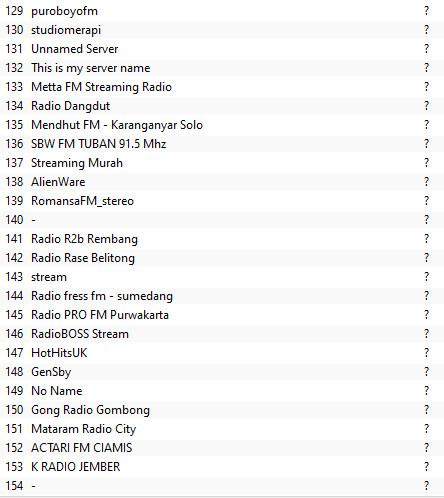 129 puroboyofm ?
130 studiomerapi ?
131 Unnamed Server ?
132 This is my server name ?
133 Metta FM Streaming Radio ?
134 Radio Dangdut ?
135 Mendhut FM - Karanganyar Solo ?
136 SBW FM TUBAN 91.5 Mhz ?
137 Streaming Murah ?
138 AlienWare ?
139 RomansaFM_stereo ?
140 - ?
141 Radio R2b Rembang ?
142 Radio Rase Belitong ?
143 stream ?
144 Radio fress fm - sumedang ?
145 Radio PRO FM Purwakarta ?
146 RadioBOSS Stream ?
147 HotHitsUK ?
148 GenSby ?
149 No Name ?
150 Gong Radio Gombong ?
151 Mataram Radio City ?
152 ACTARI FM CIAMIS ?
153 K RADIO JEMBER ?
154 - ?